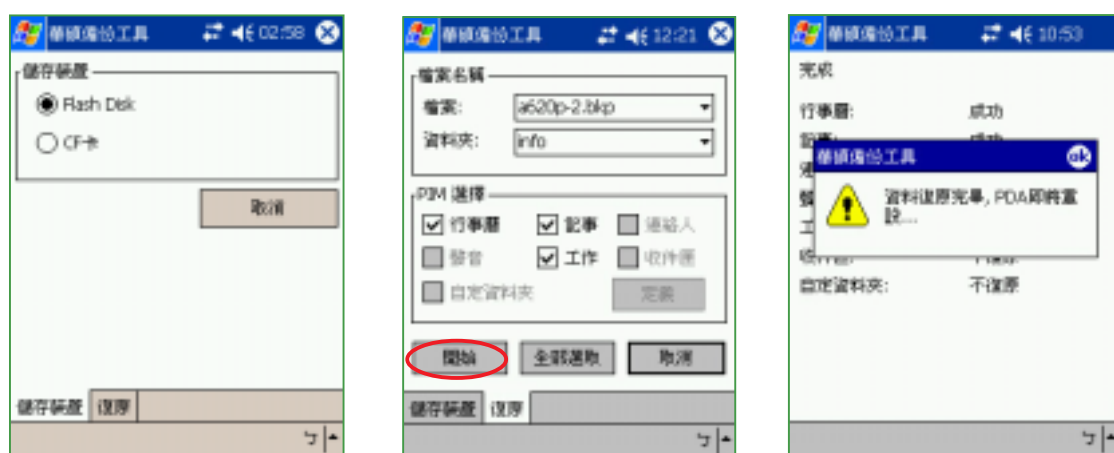 華碩備份工具 02:58
儲存裝置
Flash Disk
CF卡
取消
儲存裝置 復原
ㄅ
華碩備份工具 12:21
檔案名稱
檔案: a620p-2.bkp
資料夾: info
PIM 選擇
行事曆 記事 連絡人
聲音 工作 收件匣
自定資料夾 定義
開始 全部選取 取消
儲存裝置 復原
ㄅ
華碩備份工具 10:53
完成
行事曆: 成功
華碩備份工具 ok
資料復原完畢, PDA即將重
設....
自定資料夾: 不復原
ㄅ